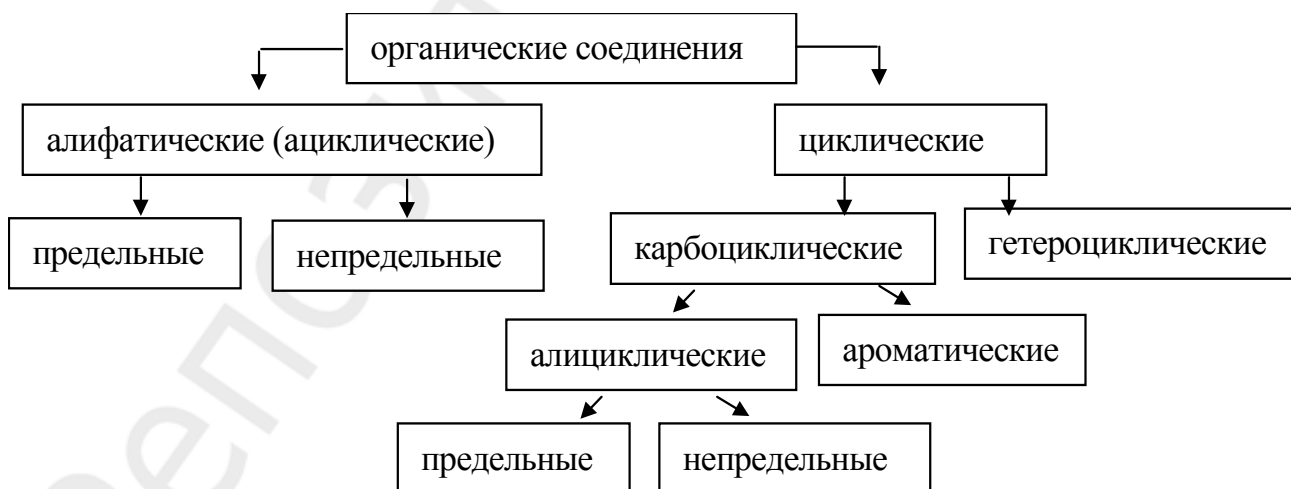 органические соединения
алифатические (ациклические)
циклические
предельные
непредельные
карбоциклические
гетероциклические
алициклические
ароматические
предельные
непредельные